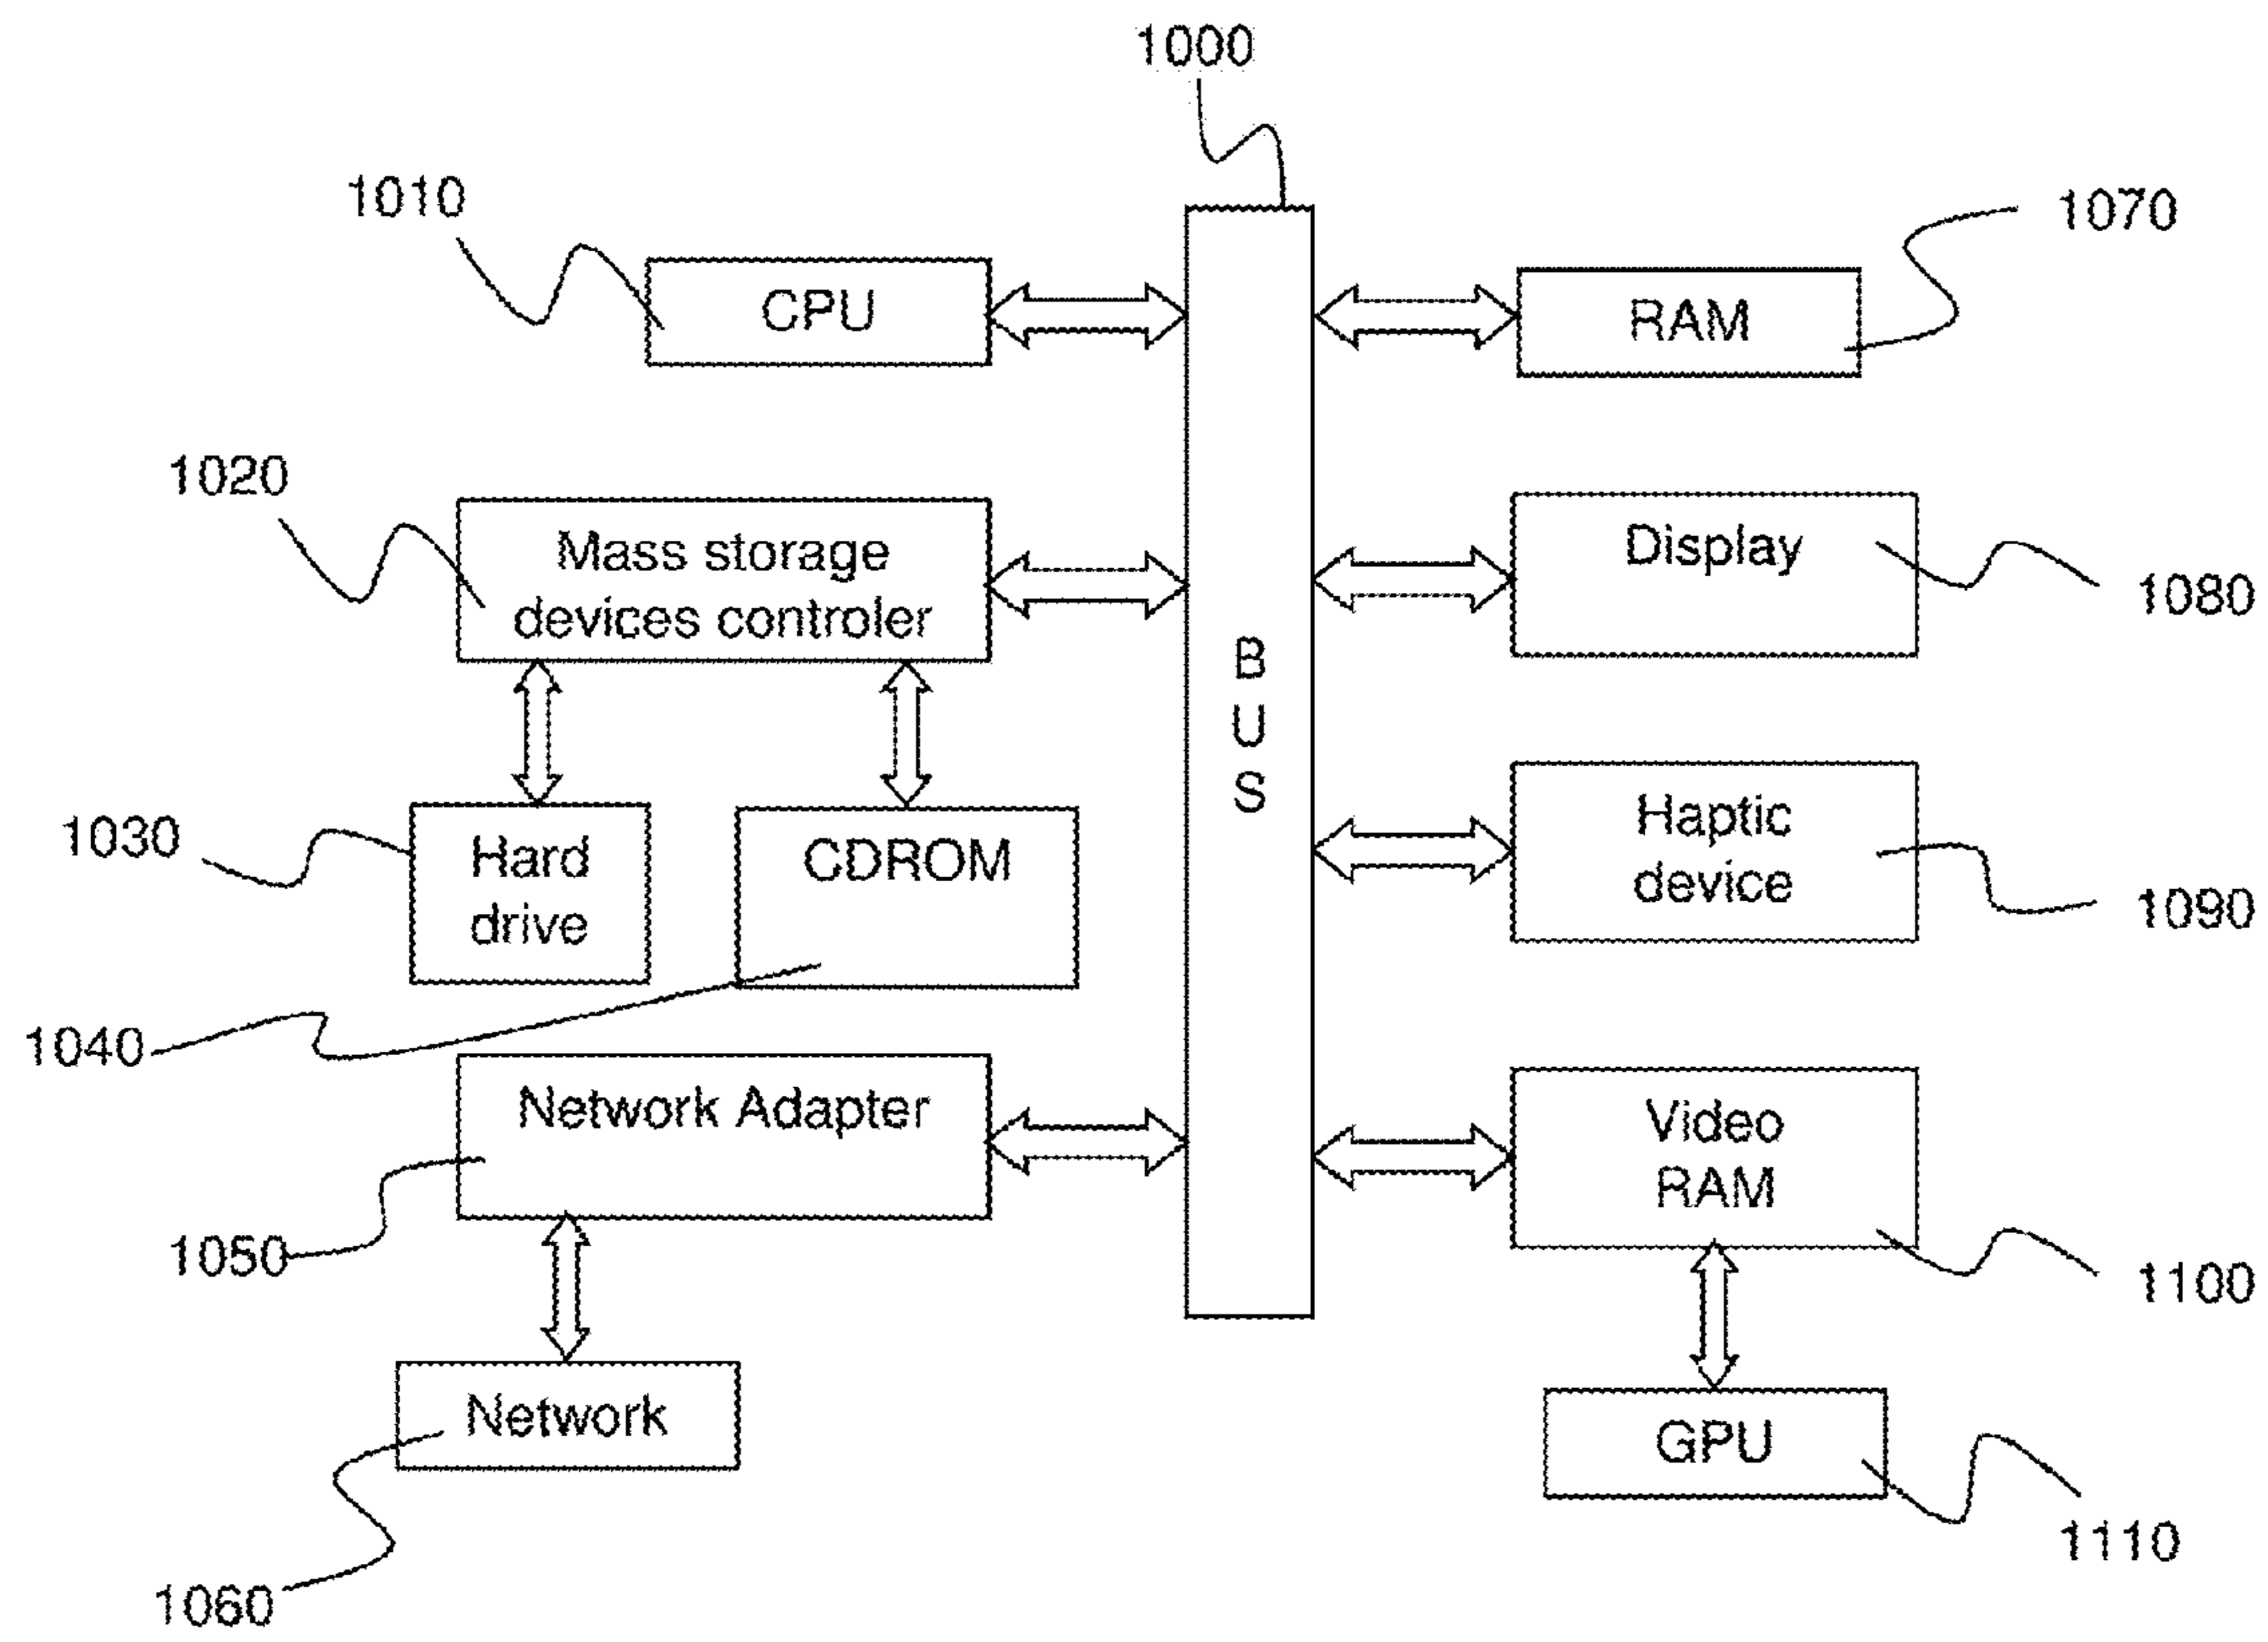 1000
1010
CPU
RAM
1070
1020
Mass storage
devices controler
Display
1080
B
U
S
1030
Hard
drive
CDROM
Haptic
device
1090
1040
Network Adapter
1050
Video
RAM
1100
Network
1060
GPU
1110